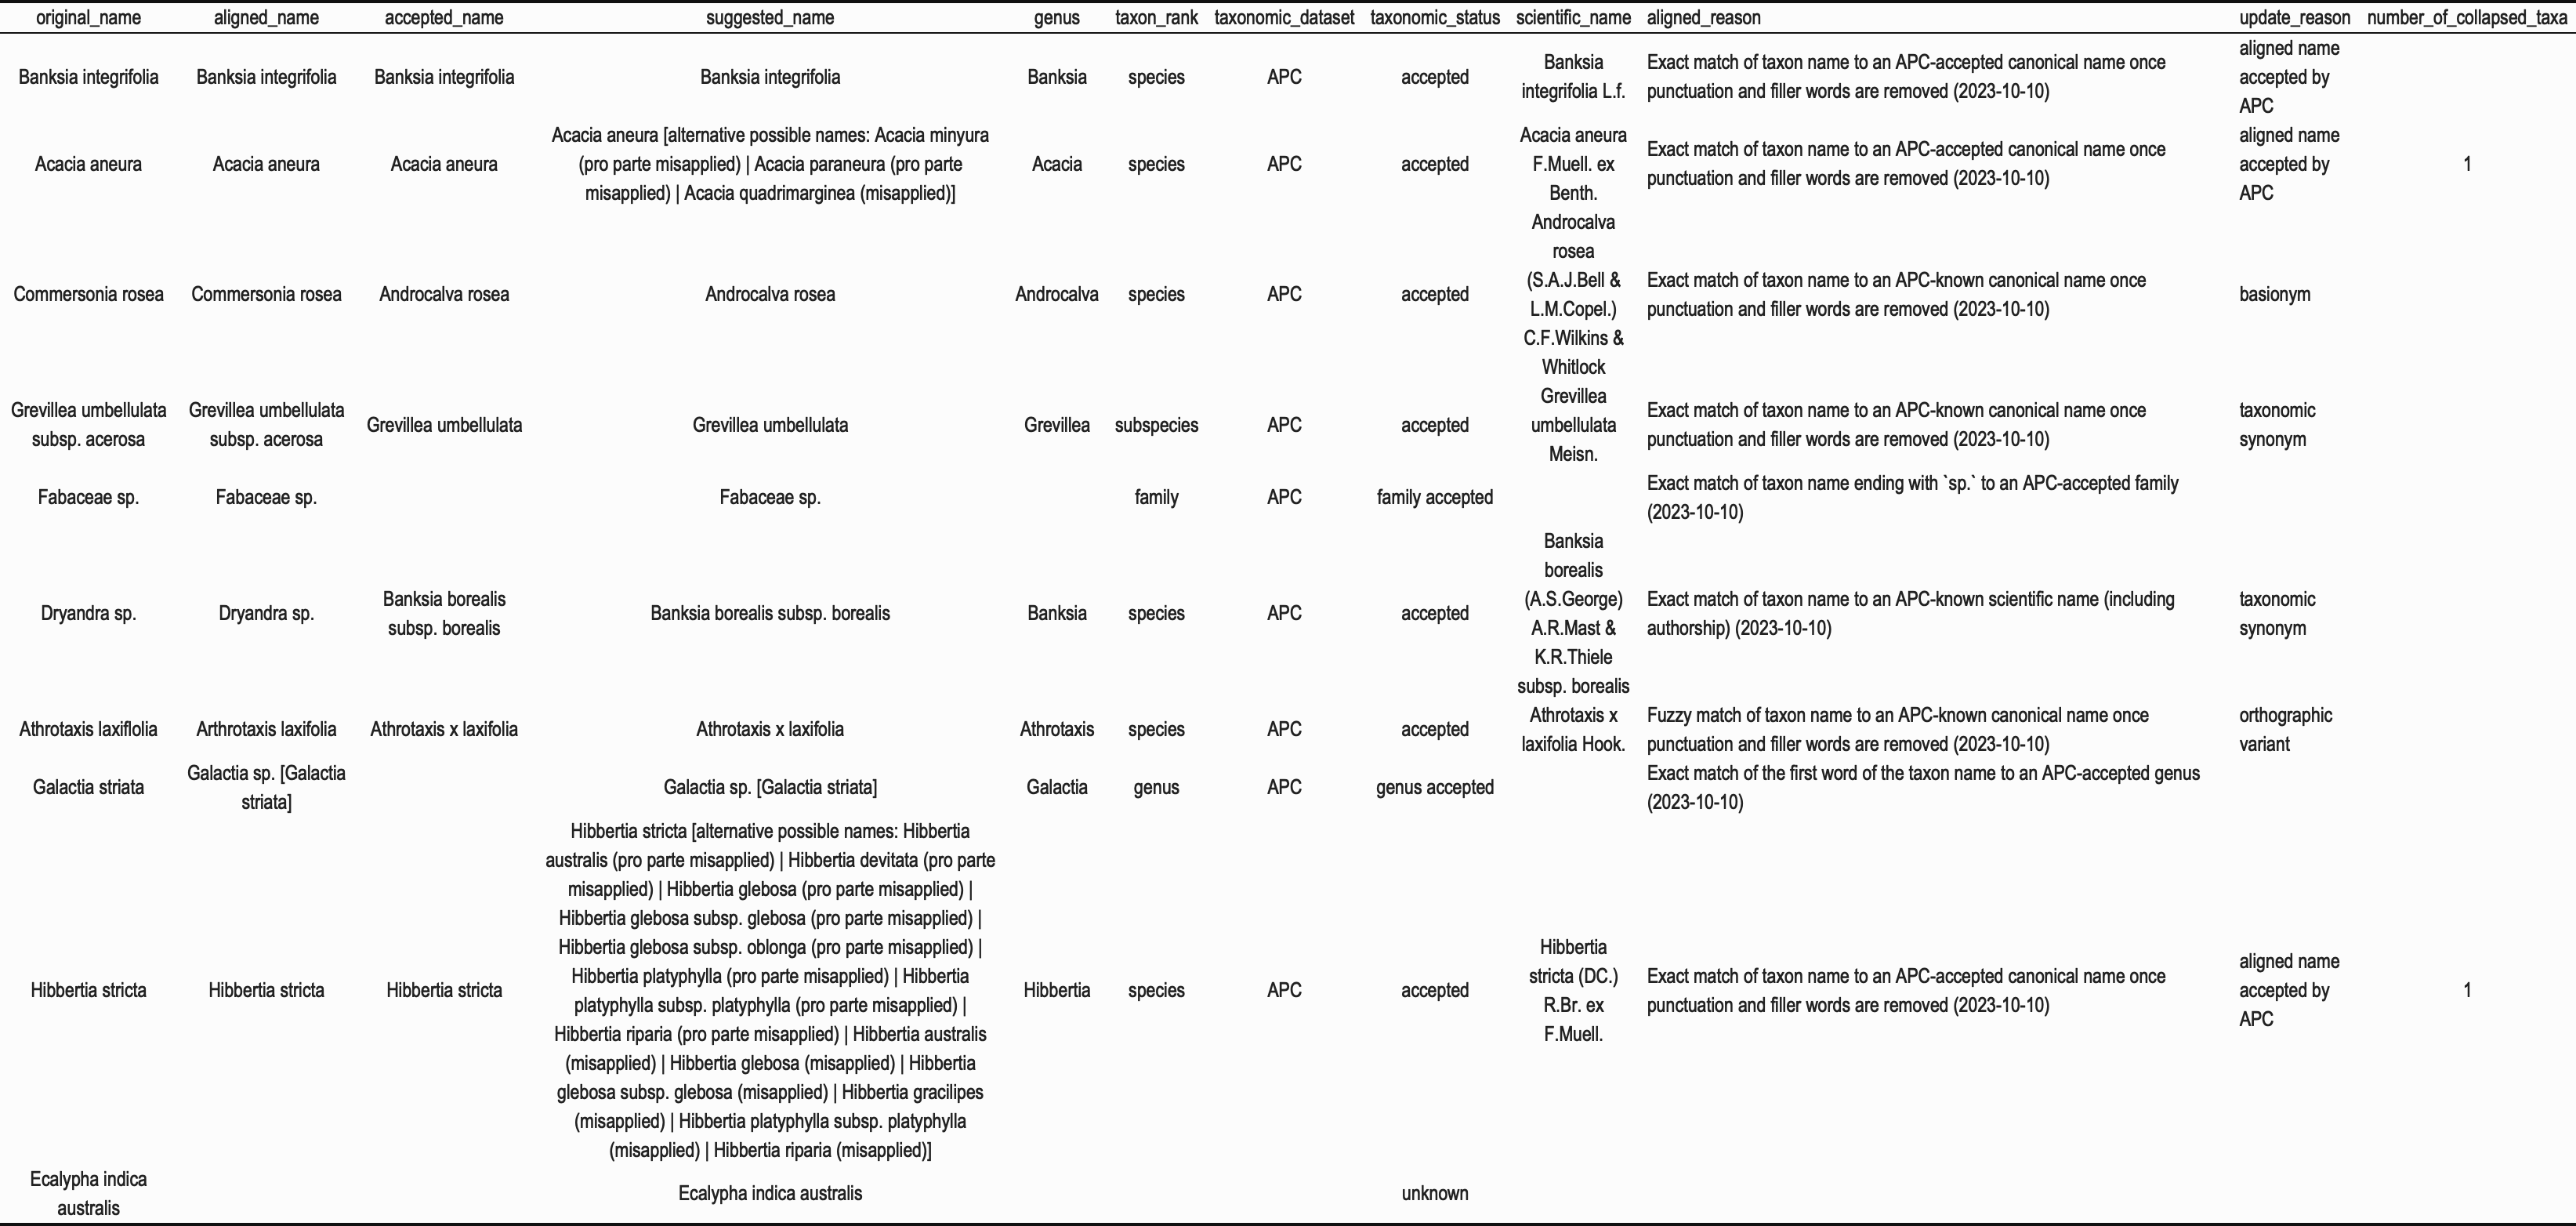 original_name aligned_name accepted_name suggested_name genus taxon_rank taxonomic_dataset taxonomic_status scientific_name aligned_reason update_reason number_of_collapsed_taxa
Banksia integrifolia Banksia integrifolia Banksia integrifolia Banksia integrifolia Banksia species APC accepted
Banksia
integrifolia L.f.
Exact match of taxon name to an APC-accepted canonical name once
punctuation and filler words are removed (2023-10-10)
aligned name
accepted by
APC
Acacia aneura Acacia aneura Acacia aneura
Acacia aneura [alternative possible names: Acacia minyura
(pro parte misapplied) | Acacia paraneura (pro parte
misapplied) | Acacia quadrimarginea (misapplied)]
Acacia species APC accepted
Acacia aneura
F.Muell. ex
Benth.
Exact match of taxon name to an APC-accepted canonical name once
punctuation and filler words are removed (2023-10-10)
aligned name
accepted by
APC
1
Commersonia rosea Commersonia rosea Androcalva rosea Androcalva rosea Androcalva species APC accepted
Androcalva
rosea
(S.A.J.Bell &
L.M.Copel.)
C.F.Wilkins &
Whitlock
Exact match of taxon name to an APC-known canonical name once
punctuation and filler words are removed (2023-10-10)
basionym
Grevillea umbellulata
subsp. acerosa
Grevillea umbellulata
subsp. acerosa
Grevillea umbellulata Grevillea umbellulata Grevillea subspecies APC accepted
Grevillea
umbellulata
Meisn.
Exact match of taxon name to an APC-known canonical name once
punctuation and filler words are removed (2023-10-10)
taxonomic
synonym
Fabaceae sp. Fabaceae sp. Fabaceae sp. family APC family accepted
Exact match of taxon name ending with `sp.` to an APC-accepted family
(2023-10-10)
Dryandra sp. Dryandra sp.
Banksia borealis
subsp. borealis
Banksia borealis subsp. borealis Banksia species APC accepted
Banksia
borealis
(A.S.George)
A.R.Mast &
K.R.Thiele
subsp. borealis
Exact match of taxon name to an APC-known scientific name (including
authorship) (2023-10-10)
taxonomic
synonym
Athrotaxis laxiflolia Arthrotaxis laxifolia Athrotaxis x laxifolia Athrotaxis x laxifolia Athrotaxis species APC accepted
Athrotaxis x
laxifolia Hook.
Fuzzy match of taxon name to an APC-known canonical name once
punctuation and filler words are removed (2023-10-10)
orthographic
variant
Galactia striata
Galactia sp. [Galactia
striata]
Galactia sp. [Galactia striata] Galactia genus APC genus accepted
Exact match of the first word of the taxon name to an APC-accepted genus
(2023-10-10)
Hibbertia stricta Hibbertia stricta Hibbertia stricta
Hibbertia stricta [alternative possible names: Hibbertia
australis (pro parte misapplied) | Hibbertia devitata (pro parte
misapplied) | Hibbertia glebosa (pro parte misapplied) |
Hibbertia glebosa subsp. glebosa (pro parte misapplied) |
Hibbertia glebosa subsp. oblonga (pro parte misapplied) |
Hibbertia platyphylla (pro parte misapplied) | Hibbertia
platyphylla subsp. platyphylla (pro parte misapplied) |
Hibbertia riparia (pro parte misapplied) | Hibbertia australis
(misapplied) | Hibbertia glebosa (misapplied) | Hibbertia
glebosa subsp. glebosa (misapplied) | Hibbertia gracilipes
(misapplied) | Hibbertia platyphylla subsp. platyphylla
(misapplied) | Hibbertia riparia (misapplied)]
Hibbertia species APC accepted
Hibbertia
stricta (DC.)
R.Br. ex
F.Muell.
Exact match of taxon name to an APC-accepted canonical name once
punctuation and filler words are removed (2023-10-10)
aligned name
accepted by
APC
1
Ecalypha indica
australis
Ecalypha indica australis unknown